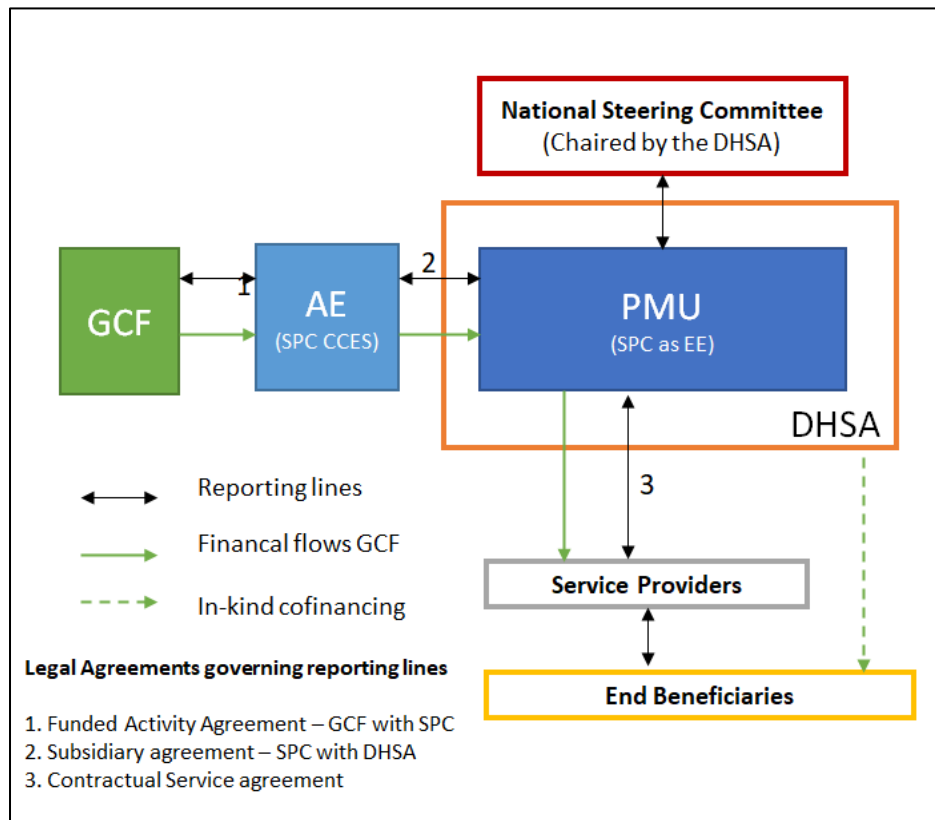 National Steering Committee
(Chaired by the DHSA)
GCF
1
AE
(SPC CCES)
2
PMU
(SPC as EE)
DHSA
3
Reporting lines
Financal flows GCF
In-kind cofinancing
Service Providers
End Beneficiaries
Legal Agreements governing reporting lines
1. Funded Activity Agreement – GCF with SPC
2. Subsidiary agreement – SPC with DHSA
3. Contractual Service agreement